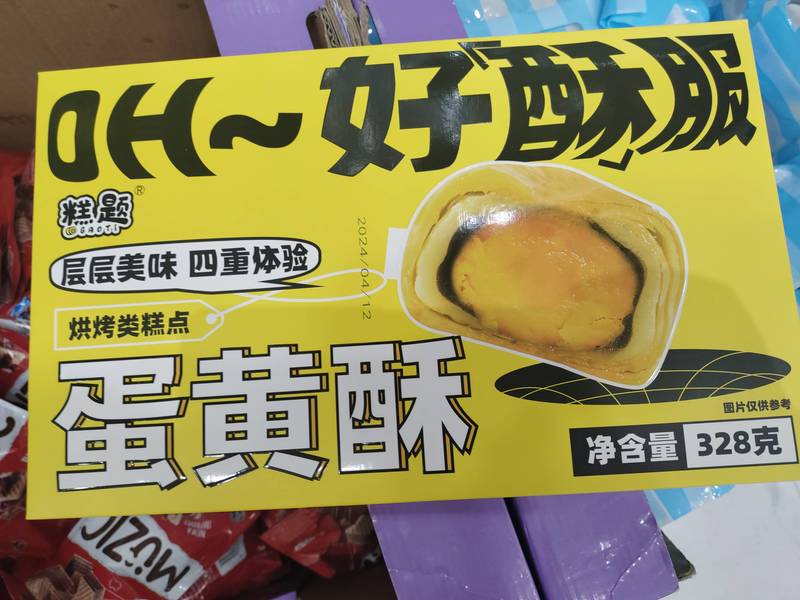 OH~好「酥」服
糕题®
GAOTI
层层美味 四重体验
2024/04/12
烘烤类糕点
蛋黄酥
图片仅供参考
净含量 328克
MüZIC